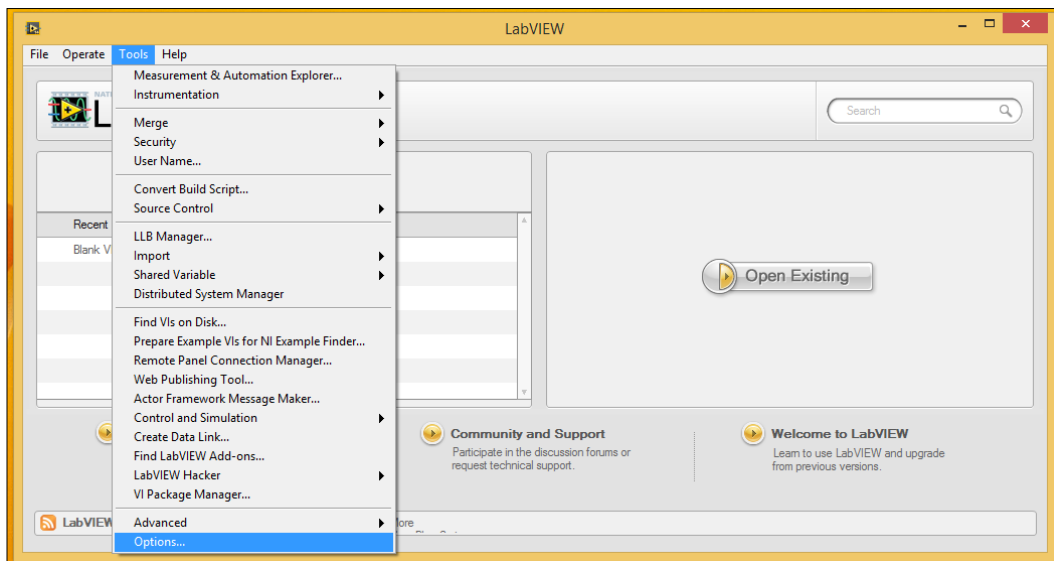 LabVIEW
File Operate Tools Help
Measurement & Automation Explorer...
Instrumentation
Merge
Security
User Name...
Convert Build Script...
Source Control
LLB Manager...
Import
Shared Variable
Distributed System Manager
Find VIs on Disk...
Prepare Example VIs for NI Example Finder...
Remote Panel Connection Manager...
Web Publishing Tool...
Actor Framework Message Maker...
Control and Simulation
Create Data Link...
Find LabVIEW Add-ons...
LabVIEW Hacker
VI Package Manager...
Advanced
Options...
NATI
L
Search
Recent
Blank V
Open Existing
Community and Support
Participate in the discussion forums or
request technical support.
Welcome to LabVIEW
Learn to use LabVIEW and upgrade
from previous versions.
LabVIEW